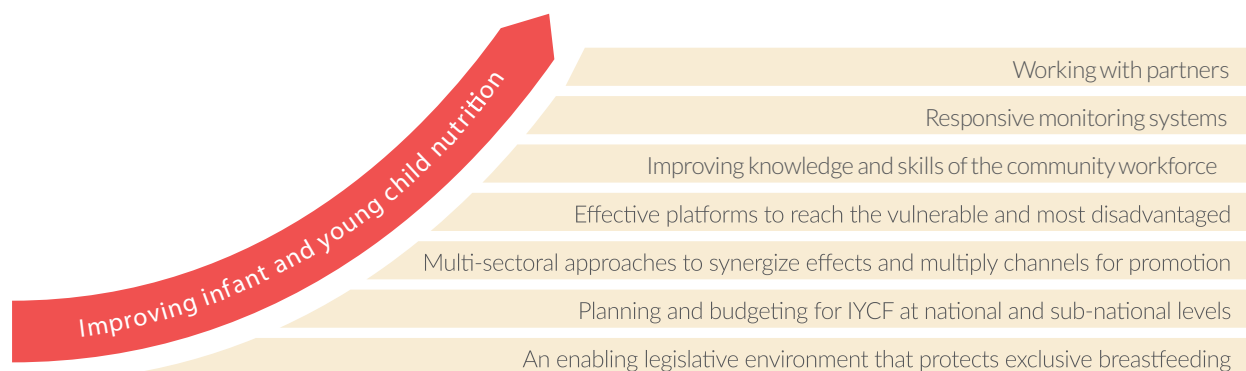 Improving infant and young child nutrition
Working with partners
Responsive monitoring systems
Improving knowledge and skills of the community workforce
Effective platforms to reach the vulnerable and most disadvantaged
Multi-sectoral approaches to synergize effects and multiply channels for promotion
Planning and budgeting for IYCF at national and sub-national levels
An enabling legislative environment that protects exclusive breastfeeding